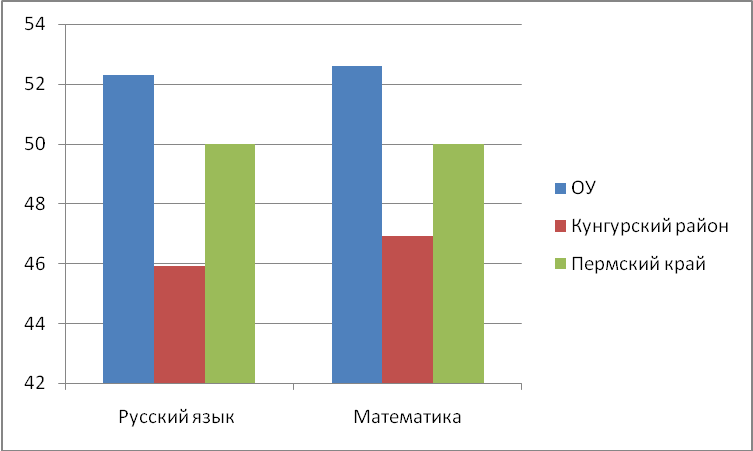 54
52
50
48
46
44
42
Русский язык
Математика
ОУ
Кунгурский район
Пермский край